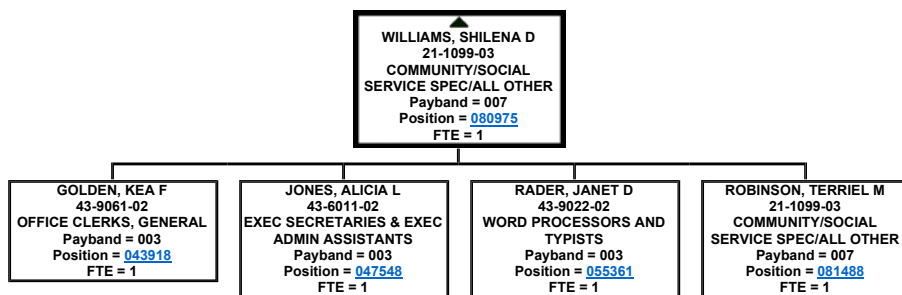 WILLIAMS, SHILENA D
21-1099-03
COMMUNITY/SOCIAL
SERVICE SPEC/ALL OTHER
Payband = 007
Position = 080975
FTE = 1
GOLDEN, KEA F
43-9061-02
OFFICE CLERKS, GENERAL
Payband = 003
Position = 043918
FTE = 1
JONES, ALICIA L
43-6011-02
EXEC SECRETARIES & EXEC
ADMIN ASSISTANTS
Payband = 003
Position = 047548
FTE = 1
RADER, JANET D
43-9022-02
WORD PROCESSORS AND
TYPISTS
Payband = 003
Position = 055361
FTE = 1
ROBINSON, TERRIEL M
21-1099-03
COMMUNITY/SOCIAL
SERVICE SPEC/ALL OTHER
Payband = 007
Position = 081488
FTE = 1